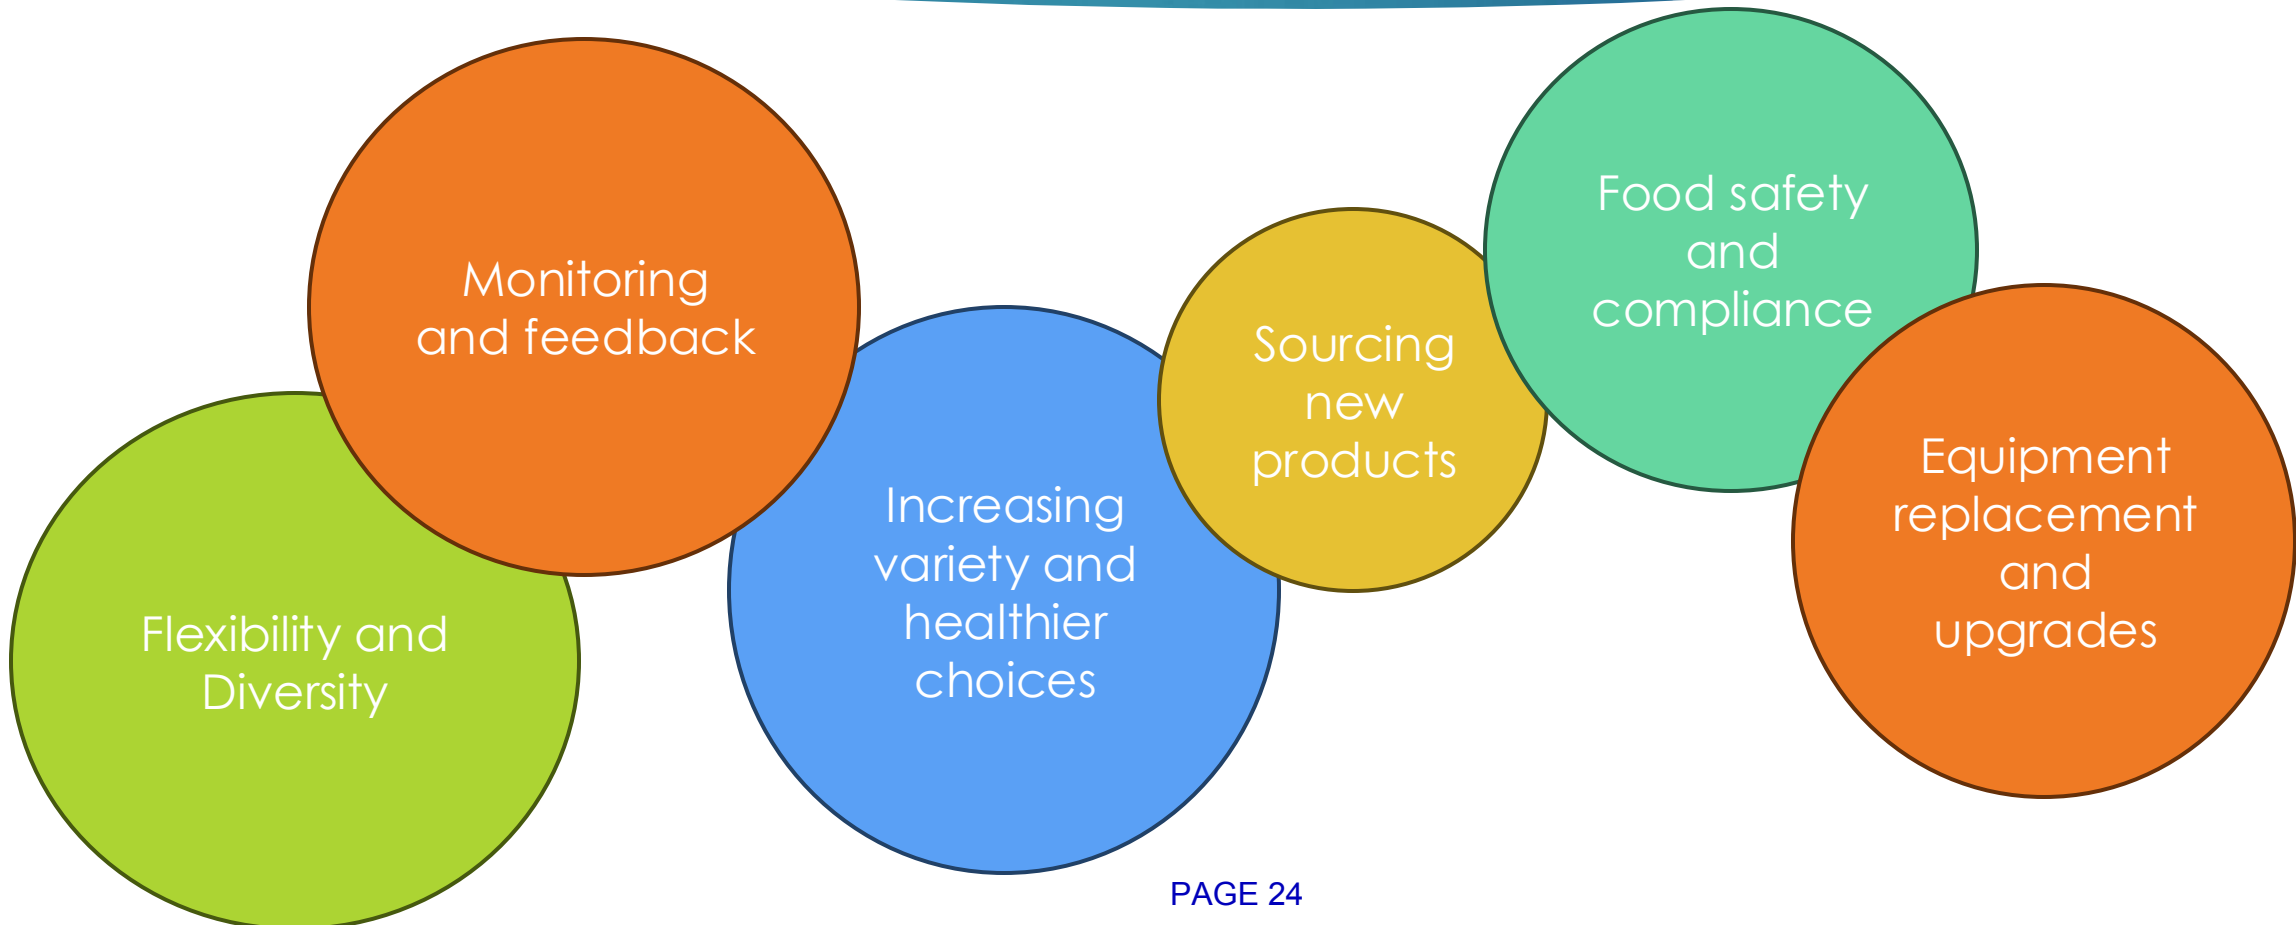 Flexibility and
Diversity
Monitoring
and feedback
Increasing
variety and
healthier
choices
Sourcing
new
products
Food safety
and
compliance
Equipment
replacement
and
upgrades
PAGE 24